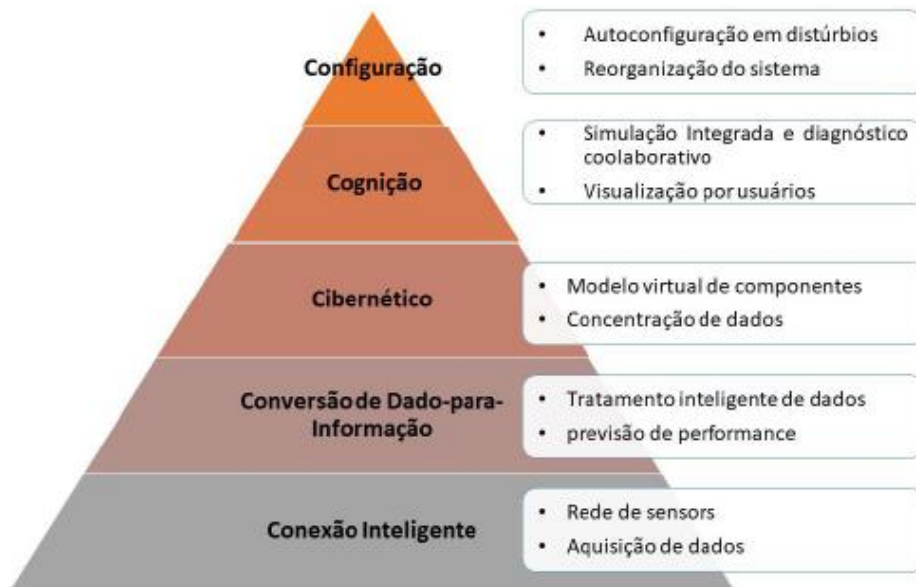 Configuração
• Autoconfiguração em distúrbios
• Reorganização do sistema
Cognição
• Simulação Integrada e diagnóstico
coolaborativo
• Visualização por usuários
Cibernético
• Modelo virtual de componentes
• Concentração de dados
Conversão de Dado-para-
Informação
• Tratamento inteligente de dados
• previsão de performance
Conexão Inteligente
• Rede de sensors
• Aquisição de dados